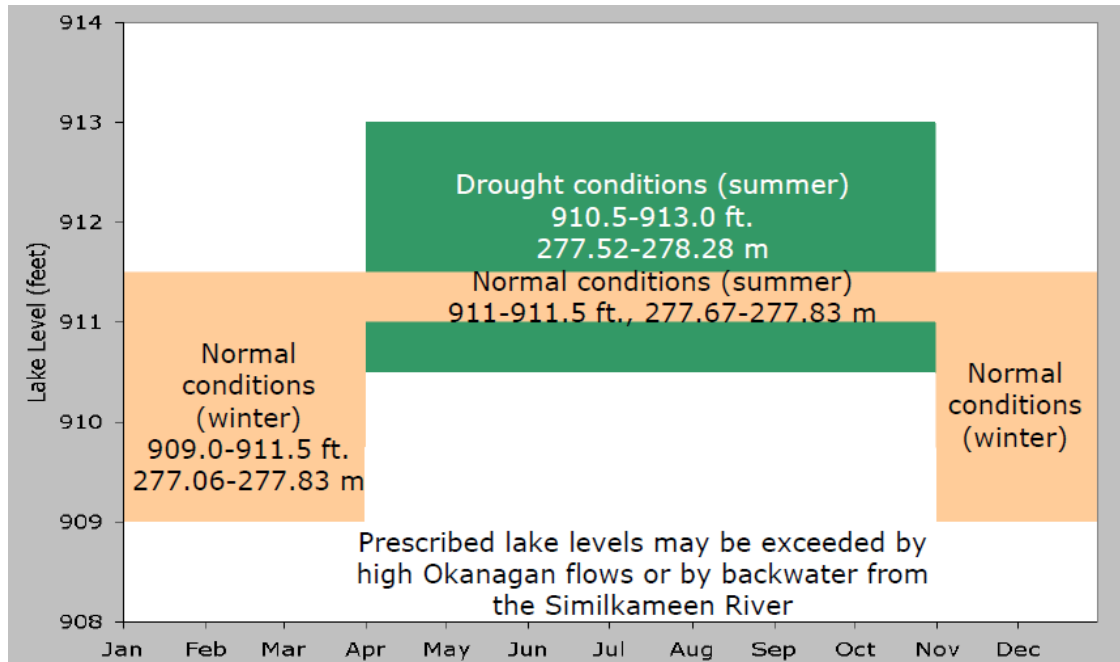 914
913
912
911
910
909
908
Lake Level (feet)
Drought conditions (summer)
910.5-913.0 ft.
277.52-278.28 m
Normal conditions (summer)
911-911.5 ft., 277.67-277.83 m
Normal
conditions
(winter)
909.0-911.5 ft.
277.06-277.83 m
Normal
conditions
(winter)
Prescribed lake levels may be exceeded by
high Okanagan flows or by backwater from
the Similkameen River
Jan Feb Mar Apr May Jun Jul Aug Sep Oct Nov Dec